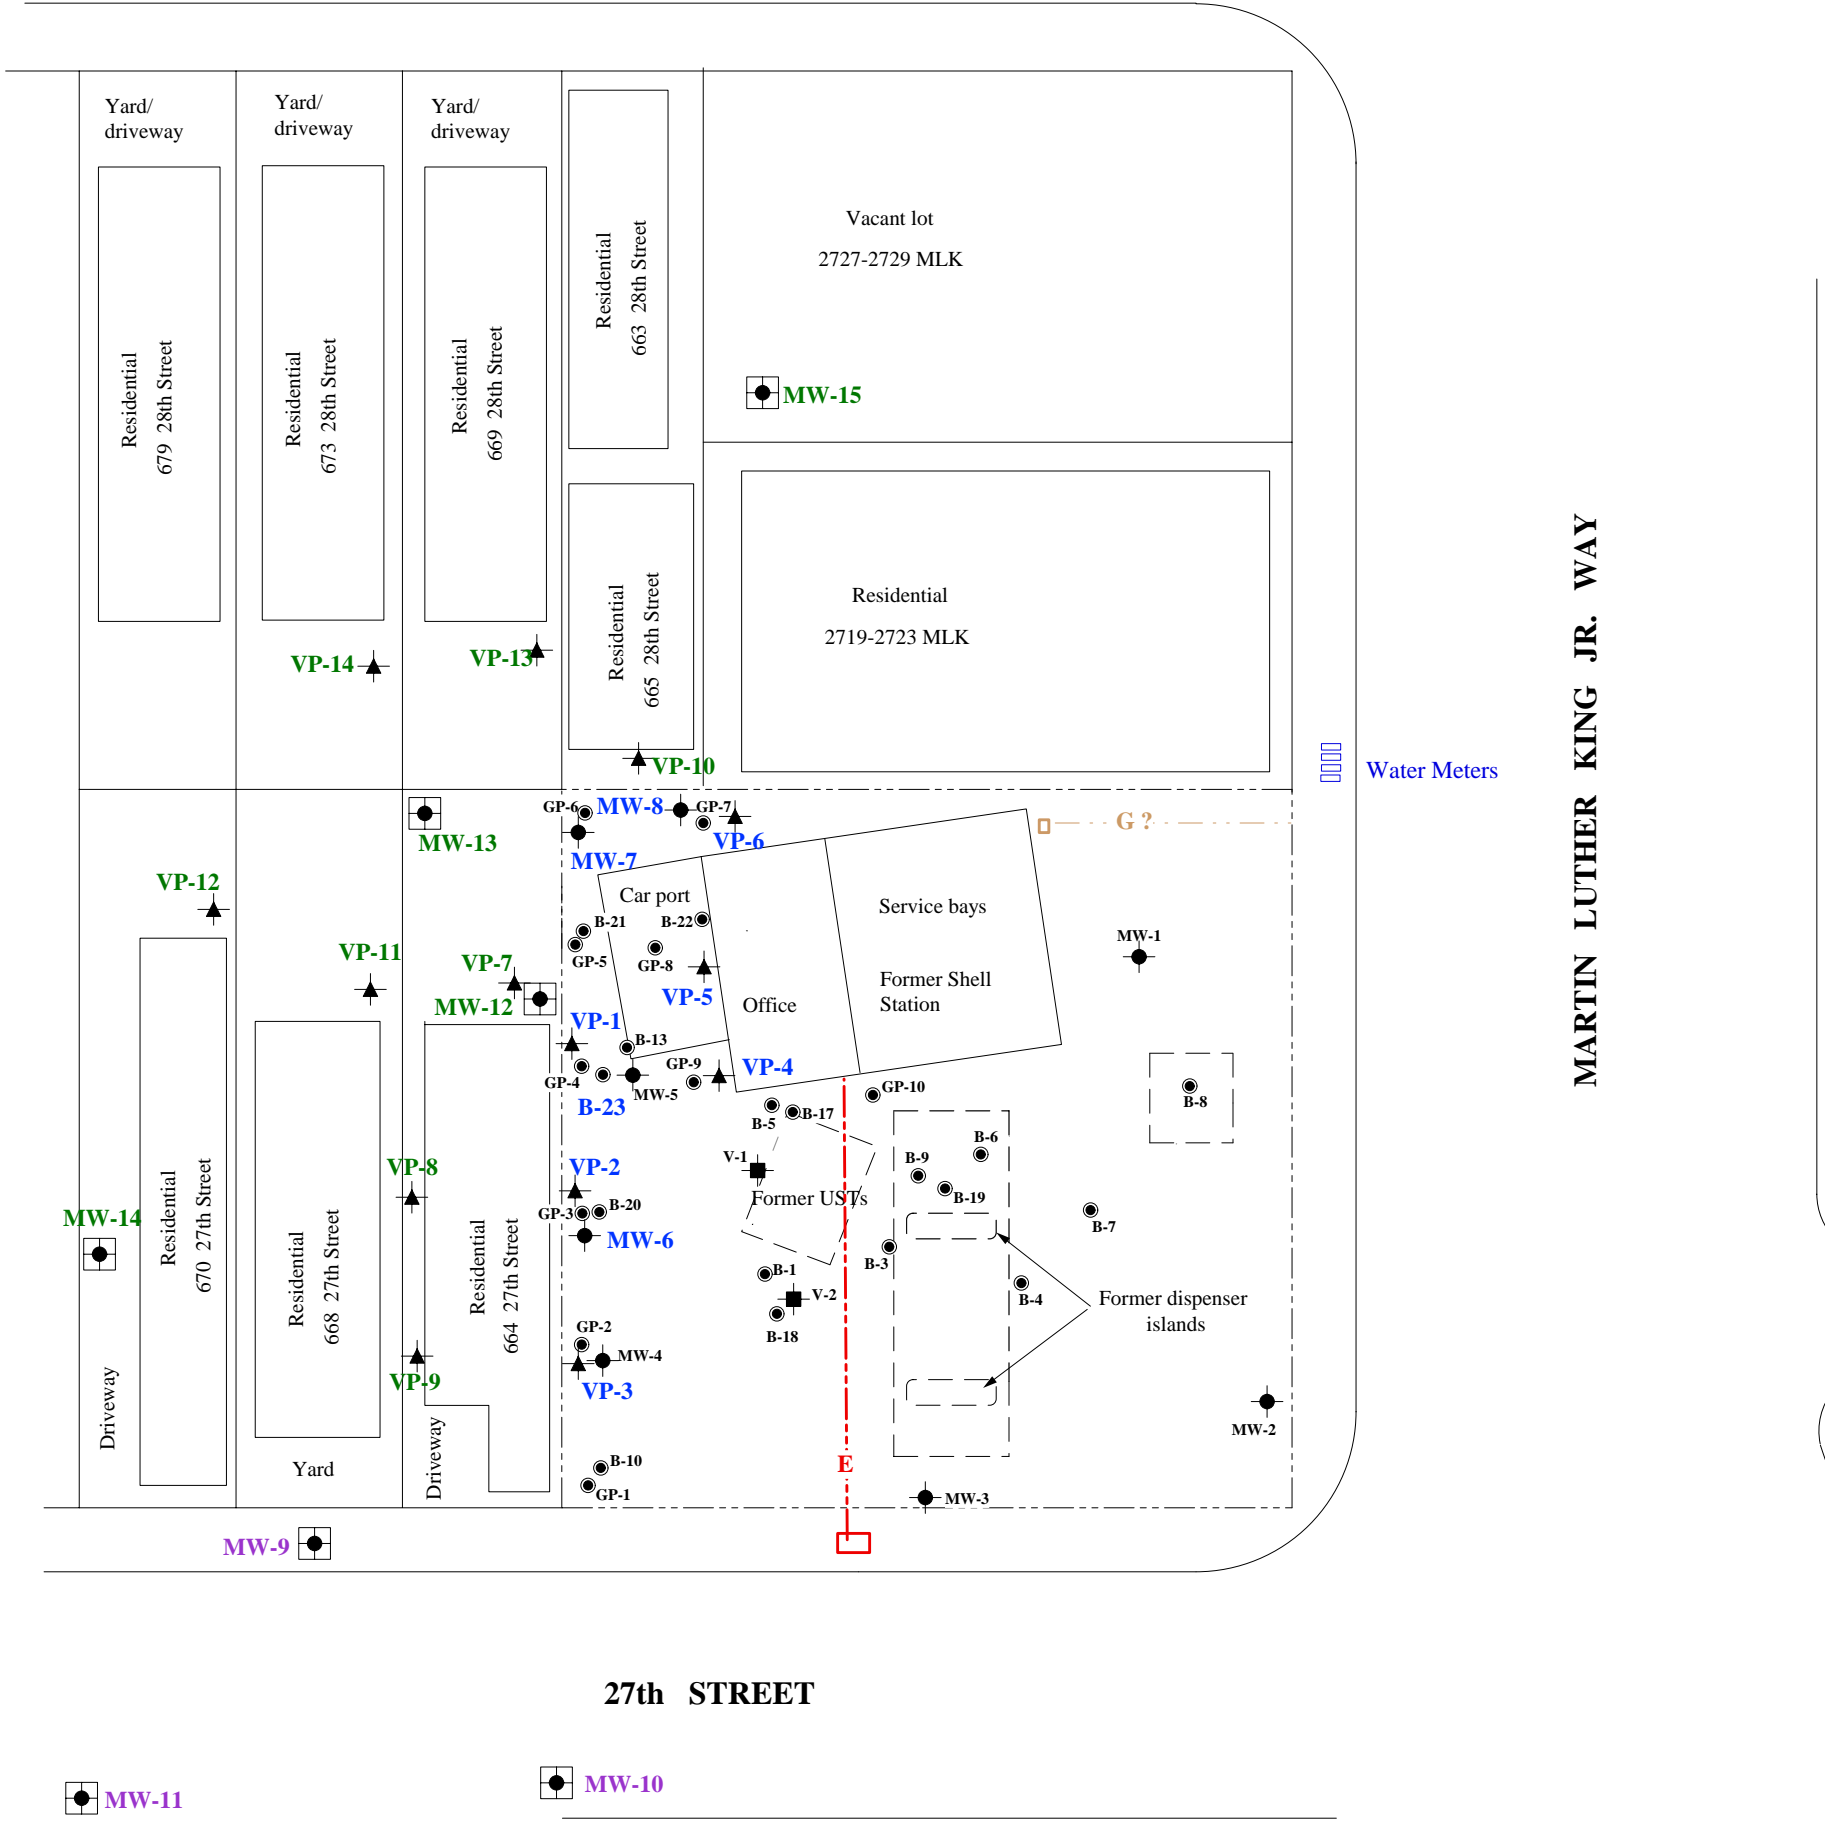 Yard/
driveway
Yard/
driveway
Yard/
driveway
Residential
679 28th Street
Residential
673 28th Street
Residential
669 28th Street
Residential
663 28th Street
Vacant lot
2727-2729 MLK
MW-15
Residential
665 28th Street
Residential
2719-2723 MLK
MARTIN LUTHER KING JR. WAY
VP-14
VP-13
VP-10
Water Meters
GP-6
MW-8
GP-7
VP-6
G ?
MW-13
MW-7
VP-12
Car port
B-21
B-22
Service bays
MW-1
VP-11
VP-7
GP-5
GP-8
VP-5
MW-12
Office
Former Shell
Station
VP-1
B-13
GP-4
GP-9
VP-4
MW-5
B-23
GP-10
B-8
B-5
B-17
B-6
V-1
B-9
B-19
VP-8
VP-2
Former USTs
GP-3
B-20
B-7
MW-14
MW-6
B-3
Residential
670 27th Street
Residential
668 27th Street
Residential
664 27th Street
B-1
V-2
B-4
Former dispenser
islands
B-18
GP-2
MW-4
VP-9
VP-3
Driveway
MW-2
Yard
Driveway
B-10
GP-1
E
MW-3
MW-9
27th STREET
MW-10
MW-11